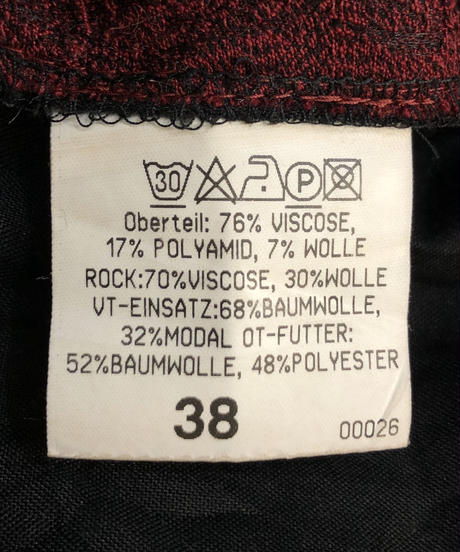 30 P
Oberteil: 76% VISCOSE,
17% POLYAMID, 7% WOLLE
ROCK:70%VISCOSE, 30%WOLLE
VT-EINSATZ:68%BAUMWOLLE,
32%MODAL OT-FUTTER:
52%BAUMWOLLE, 48%POLYESTER
38 00026